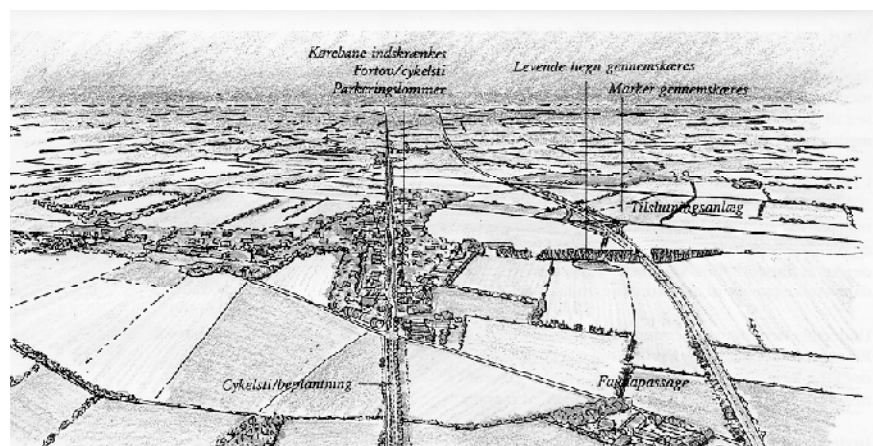 Kørebane indskrænkes
Fortov/cykelsti
Parkeringslommer
Levende hegn gennemskæres
Marker gennemskæres
Tilslutningsanlæg
Cykelsti/beplantning
Faunapassage